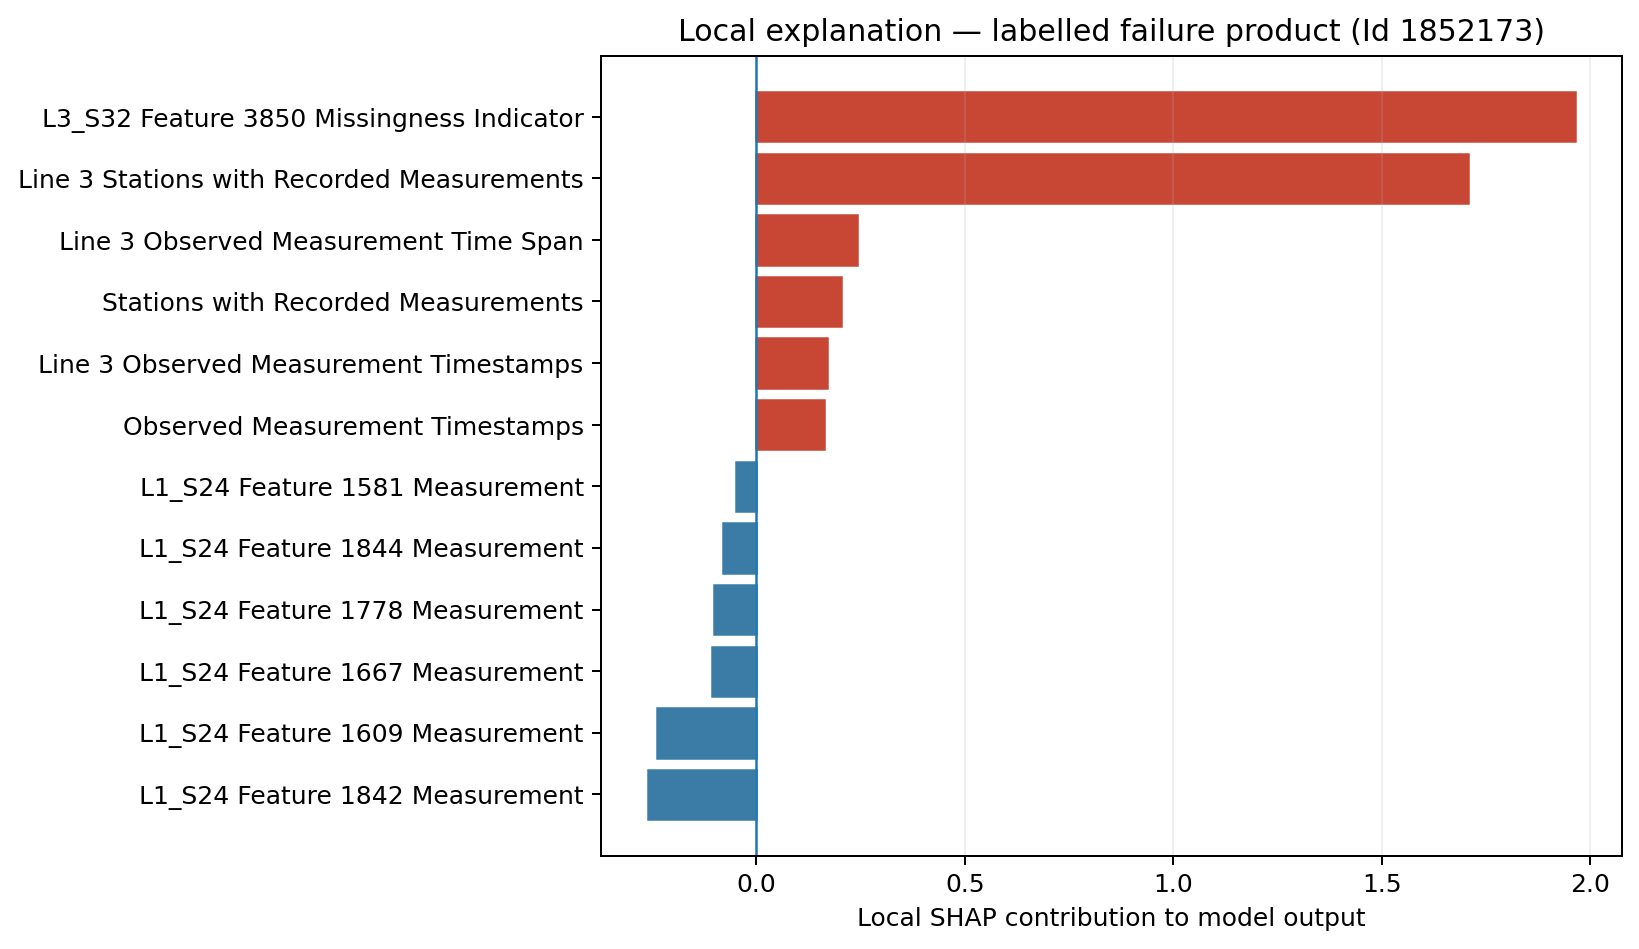 Local explanation — labelled failure product (Id 1852173)
L3_S32 Feature 3850 Missingness Indicator
Line 3 Stations with Recorded Measurements
Line 3 Observed Measurement Time Span
Stations with Recorded Measurements
Line 3 Observed Measurement Timestamps
Observed Measurement Timestamps
L1_S24 Feature 1581 Measurement
L1_S24 Feature 1844 Measurement
L1_S24 Feature 1778 Measurement
L1_S24 Feature 1667 Measurement
L1_S24 Feature 1609 Measurement
L1_S24 Feature 1842 Measurement
0.0 0.5 1.0 1.5 2.0
Local SHAP contribution to model output